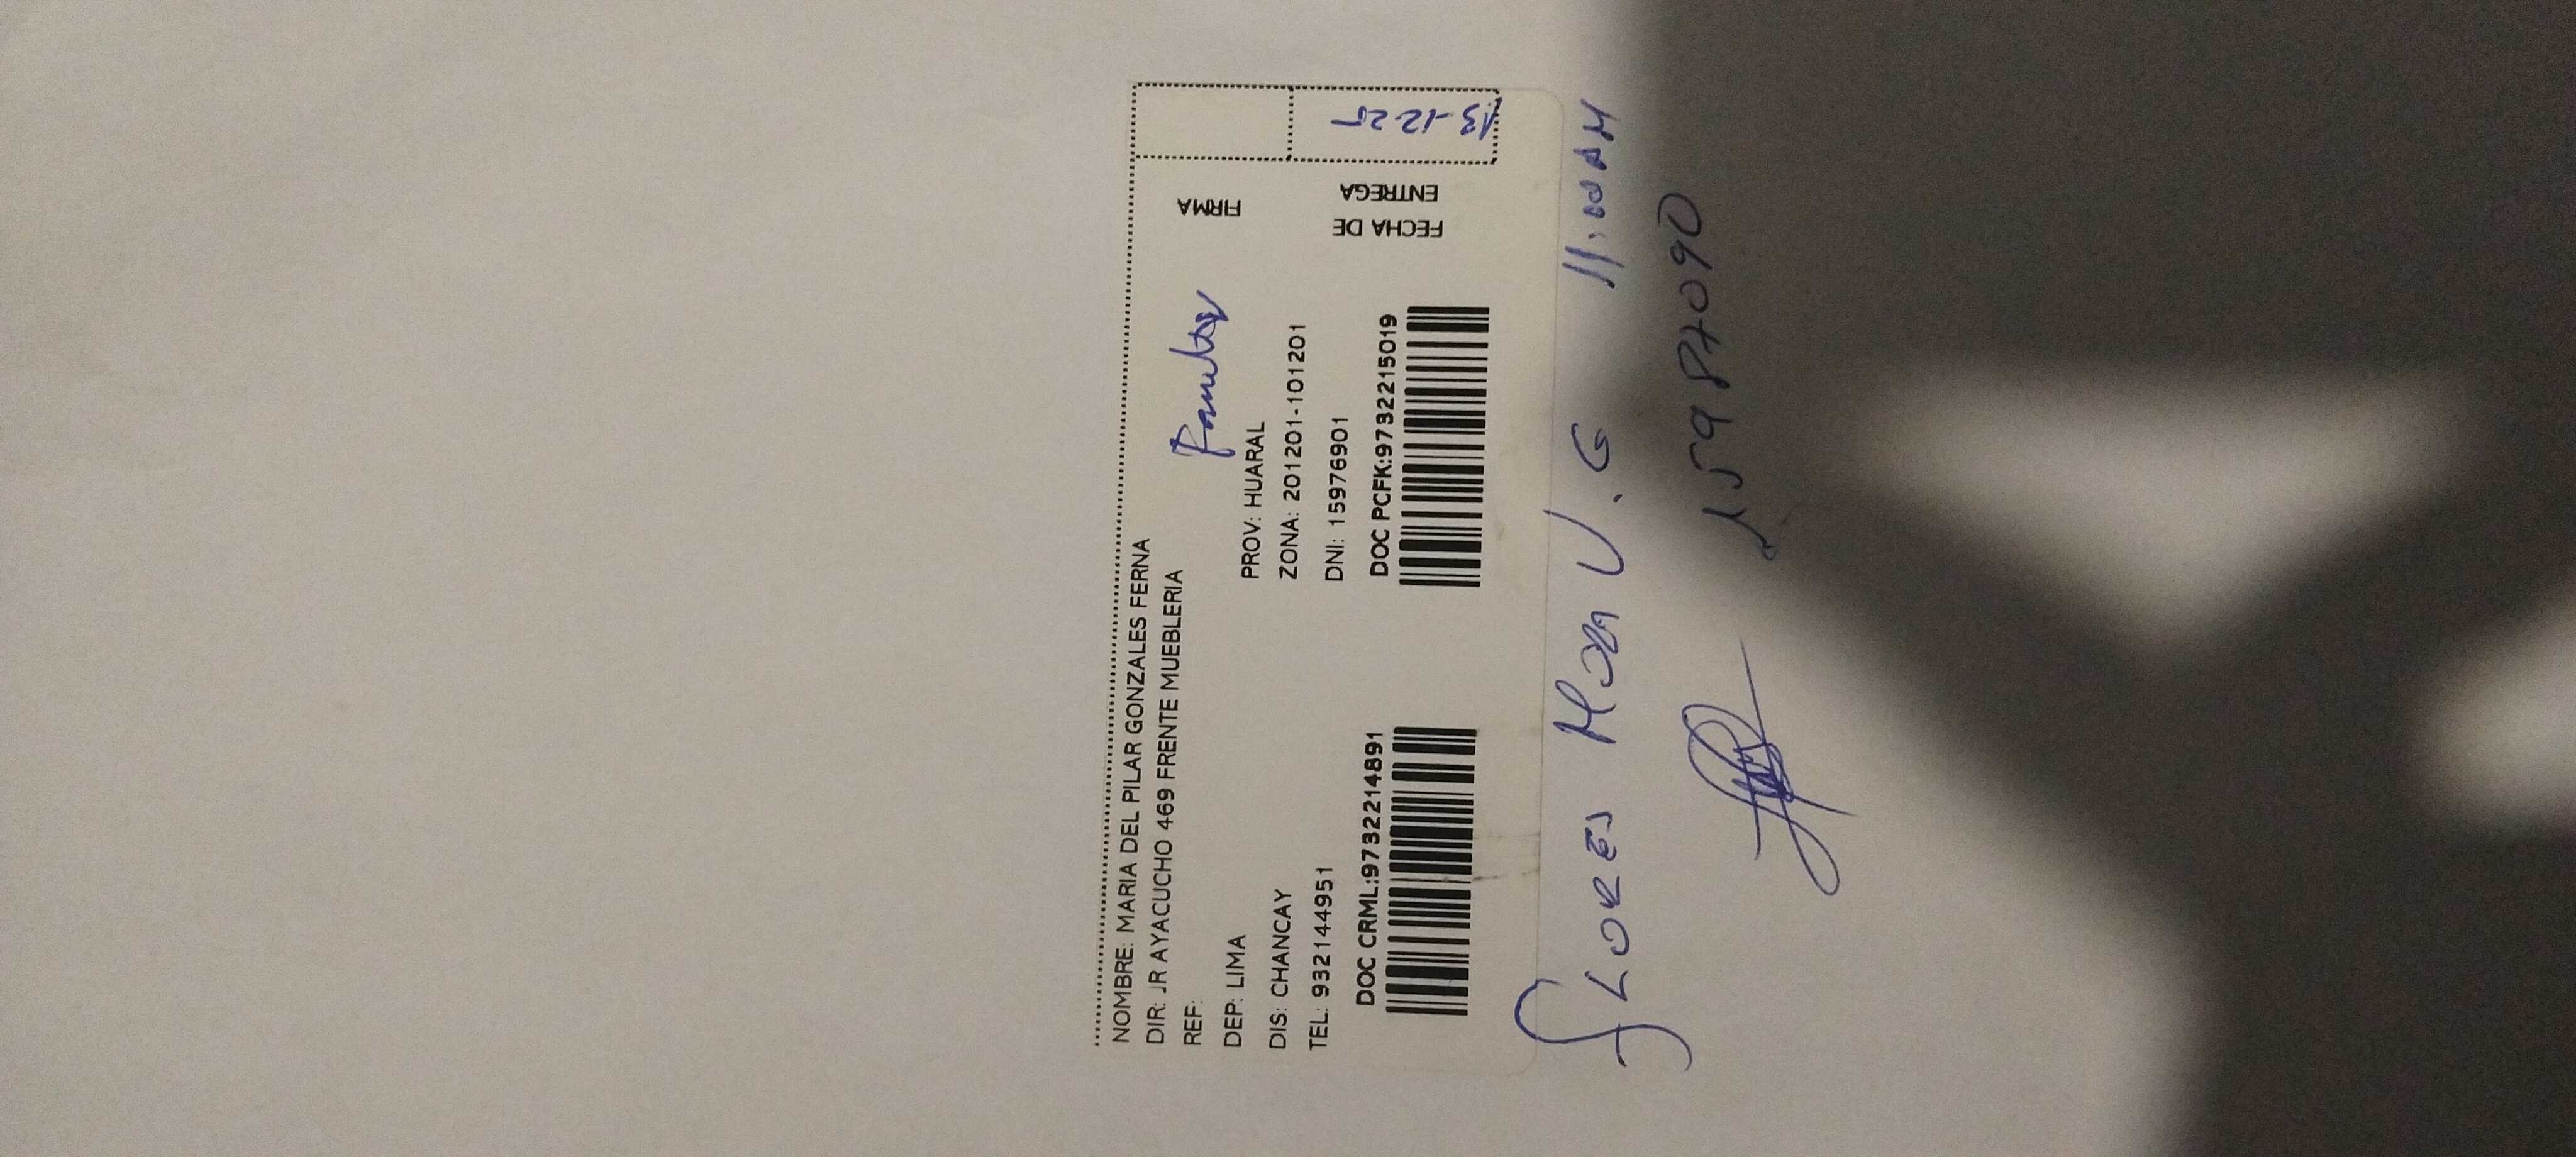 NOMBRE: MARIA DEL PILAR GONZALES FERNA
DIR: JR AYACUCHO 469 FRENTE MUEBLERIA
REF:
DEP: LIMA
PROV: HUARAL
DIS: CHANCAY
ZONA: 201201-101201
TEL: 932144951
DNI: 15976901
DOC CRML:9732214891
DOC PCFK:9732215019
FIRMA
FECHA DE
ENTREGA
13-12-25
11:00 AM
15987090